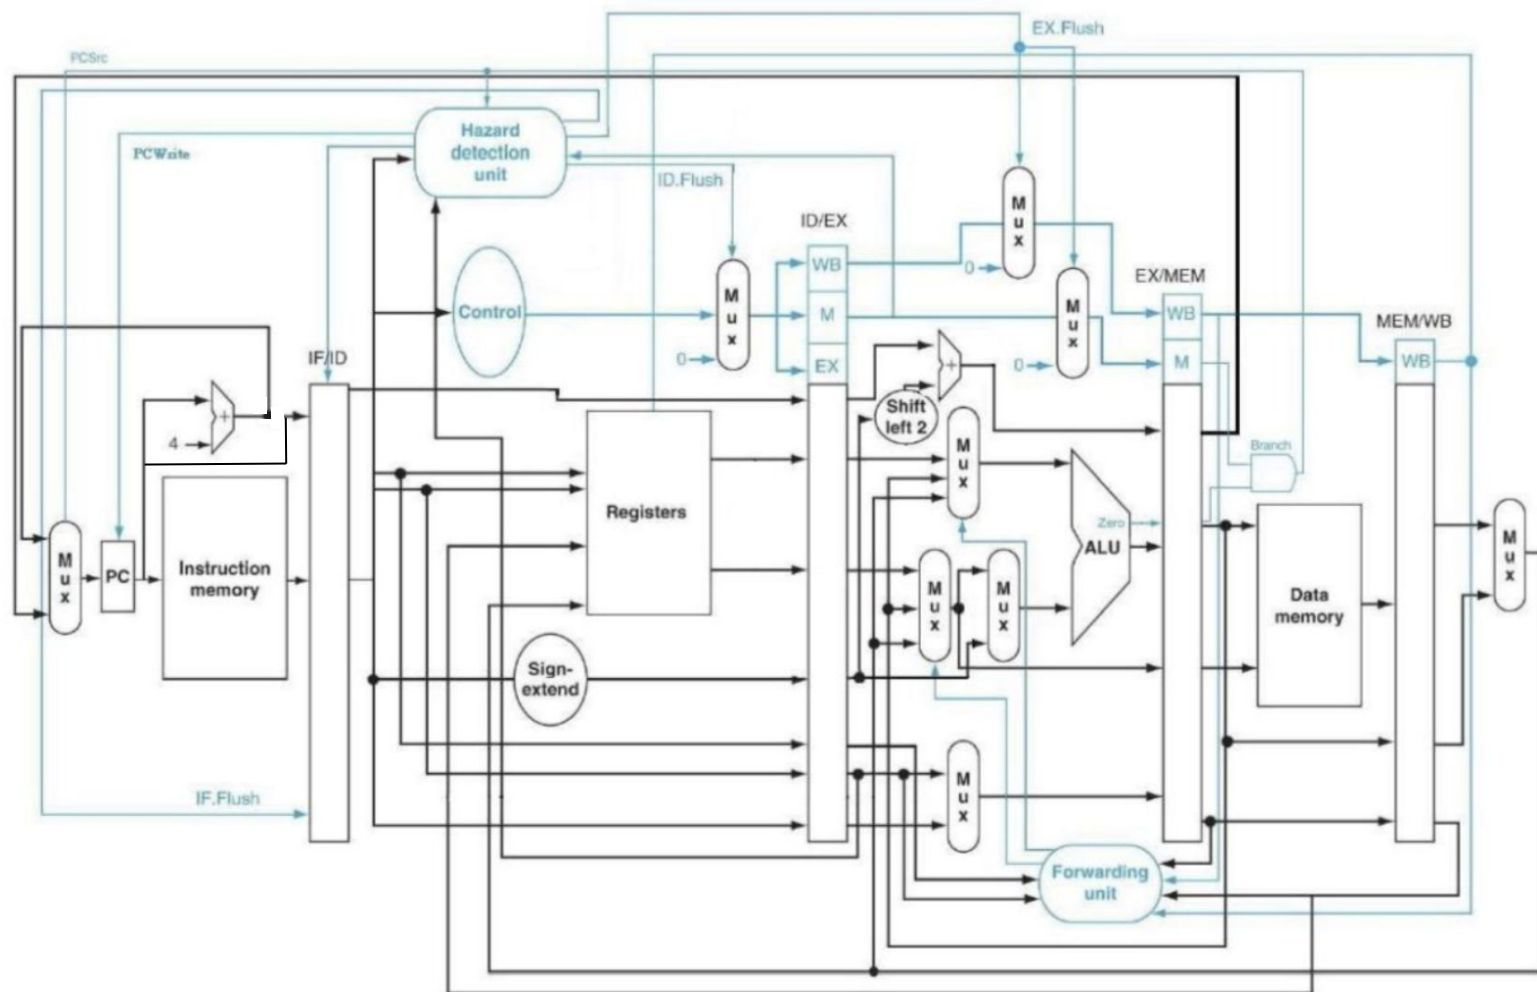 EX.Flush
PCSrc
Hazard
detection
unit
PCWrite
ID.Flush
M
u
x
ID/EX
WB
0
EX/MEM
Control
M
u
x
M
M
u
x
WB
MEM/WB
IF/ID
0
EX
0
M
WB
+
+
Shift
left 2
4
M
u
x
Branch
Registers
Zero
ALU
M
u
x
PC
Instruction
memory
M
u
x
M
u
x
Data
memory
M
u
x
Sign-
extend
IF.Flush
M
u
x
Forwarding
unit